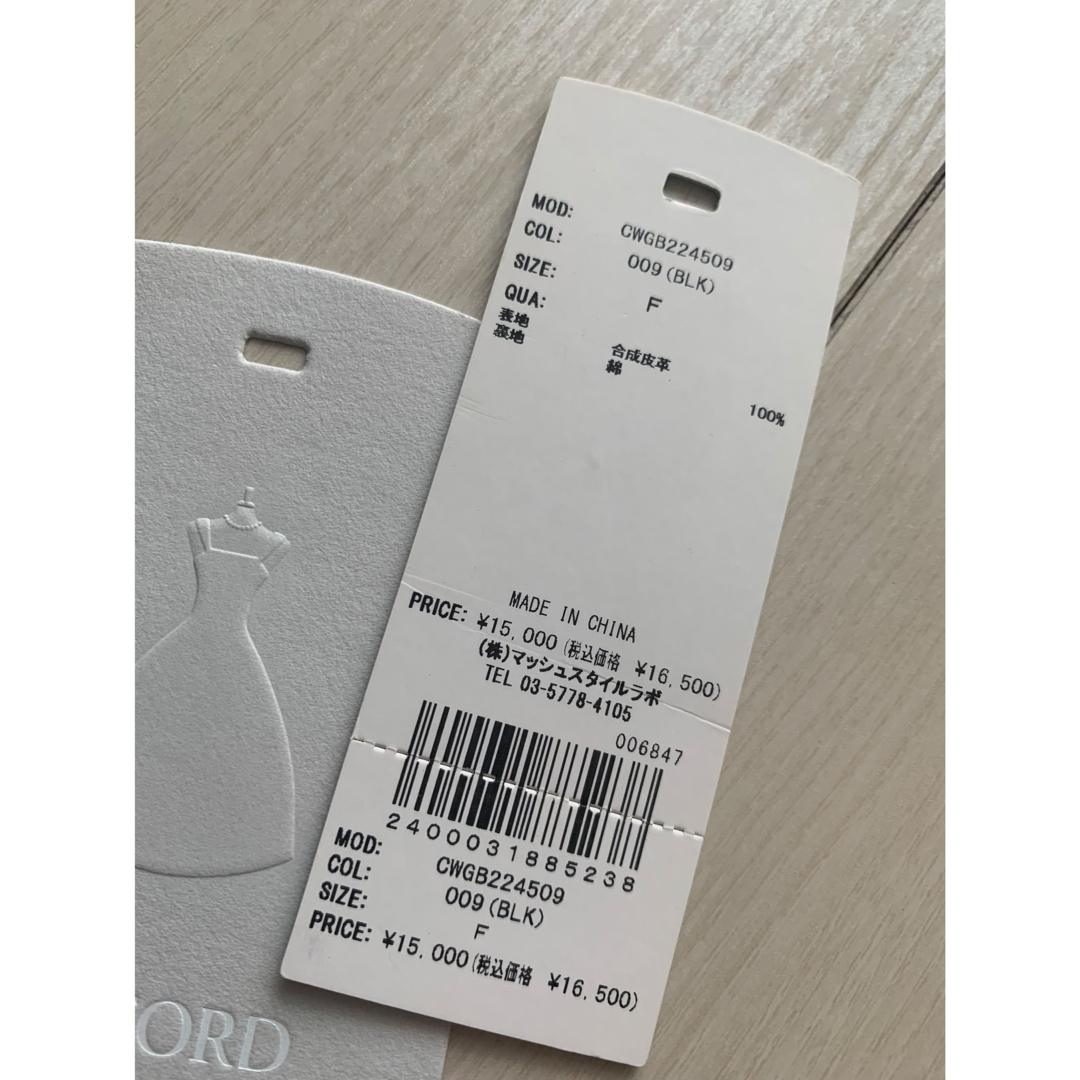 MOD: CWGB224509
COL: 009(BLK)
SIZE: F
QUA:
表地 合成皮革
裏地 綿 100%
MADE IN CHINA
PRICE: ¥15,000(税込価格 ¥16,500)
(株)マッシュスタイルラボ
TEL 03-5778-4105
006847
2400031885238
MOD: CWGB224509
COL: 009(BLK)
SIZE: F
PRICE: ¥15,000(税込価格 ¥16,500)
ORD